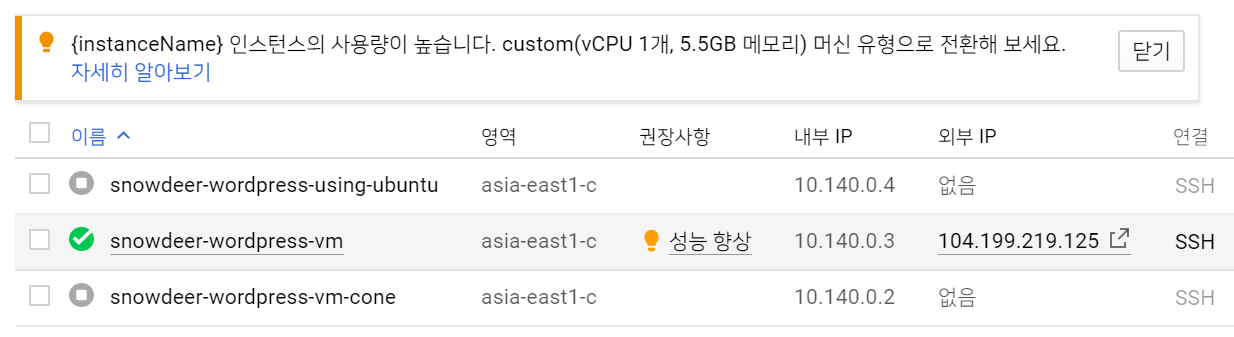 {instanceName} 인스턴스의 사용량이 높습니다. custom(vCPU 1개, 5.5GB 메모리) 머신 유형으로 전환해 보세요.
자세히 알아보기
닫기
이름 영역 권장사항 내부 IP 외부 IP 연결
snowdeer-wordpress-using-ubuntu asia-east1-c 10.140.0.4 없음 SSH
snowdeer-wordpress-vm asia-east1-c 성능 향상 10.140.0.3 104.199.219.125 SSH
snowdeer-wordpress-vm-cone asia-east1-c 10.140.0.2 없음 SSH